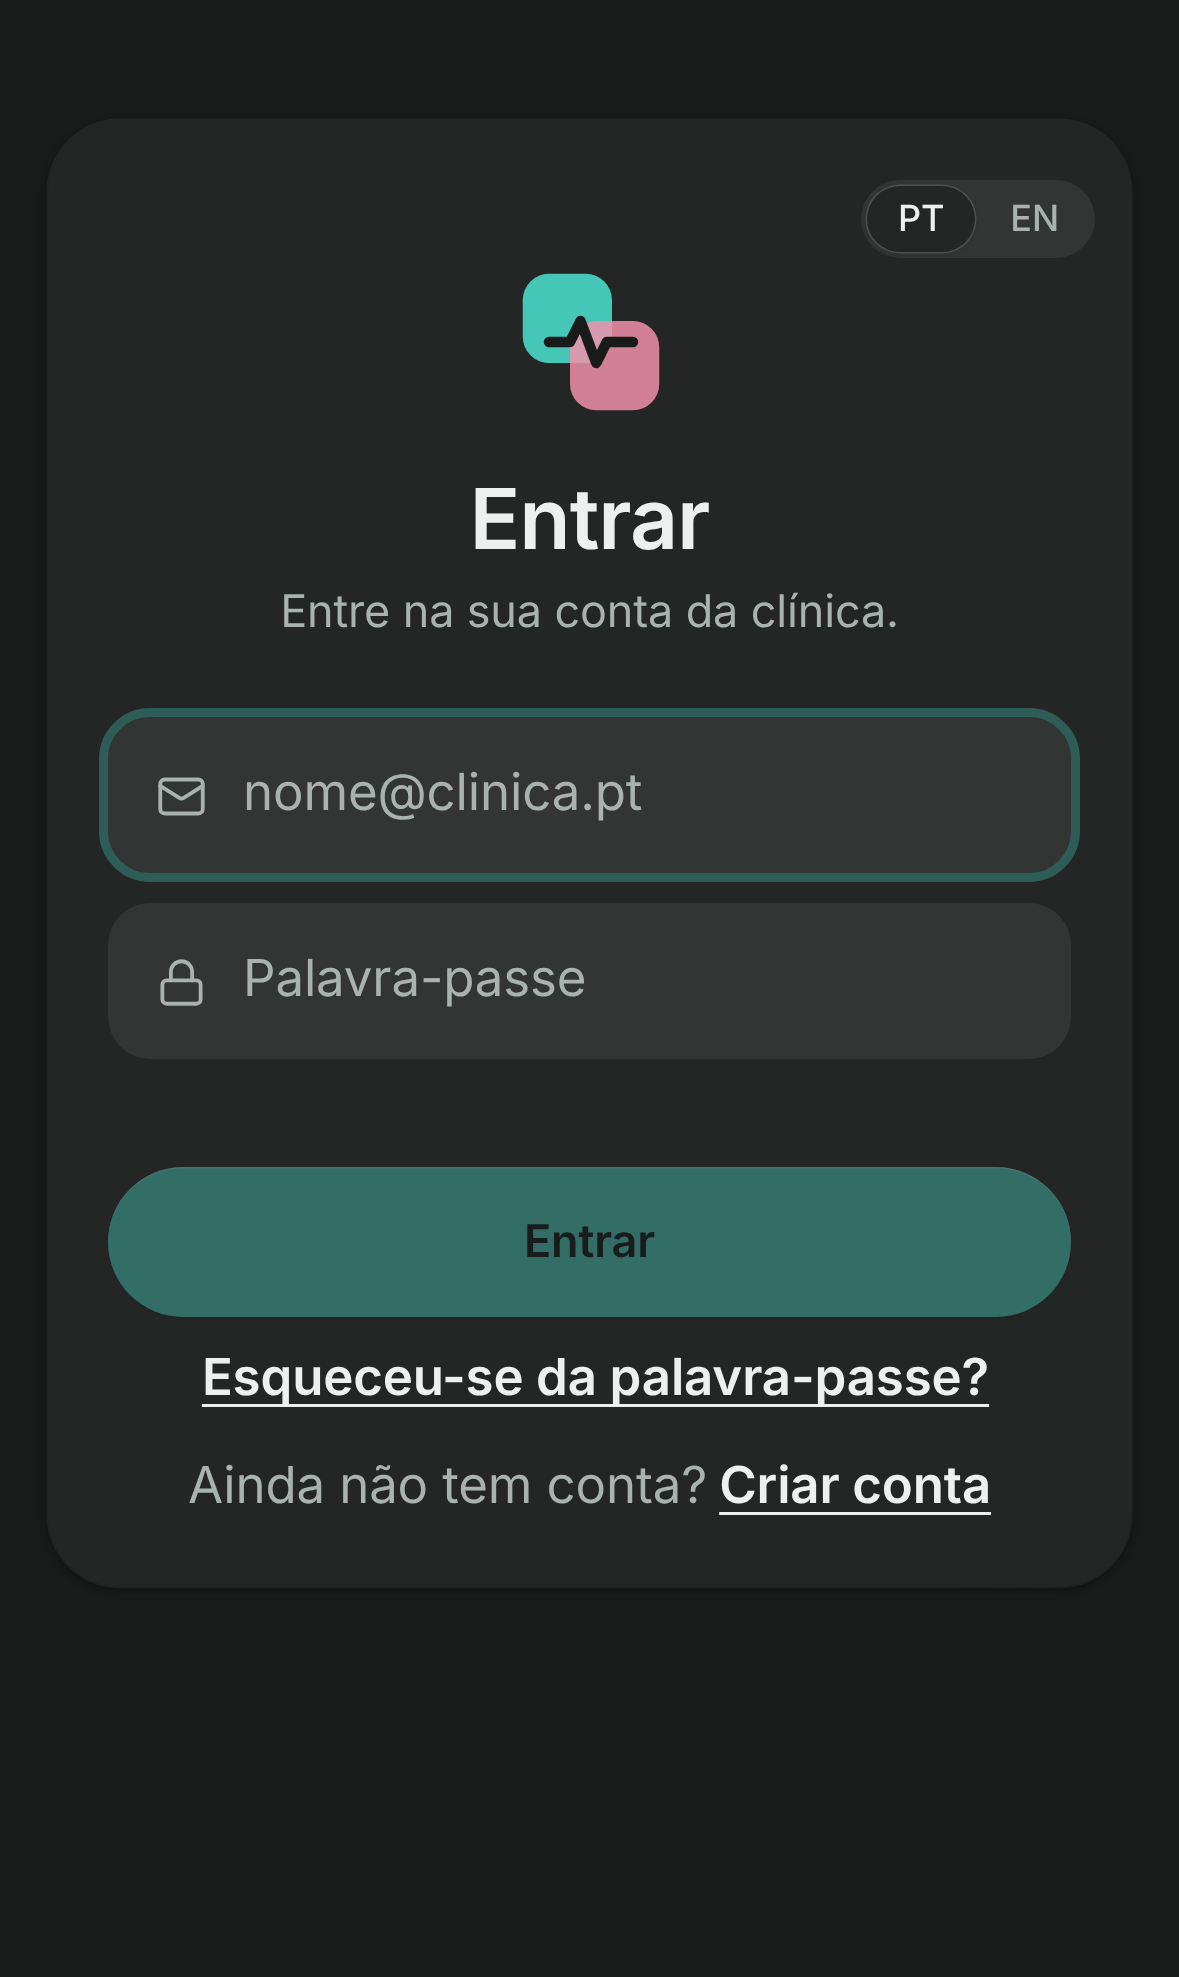 PT EN
Entrar
Entre na sua conta da clínica.
nome@clinica.pt
Palavra-passe
Entrar
Esqueceu-se da palavra-passe?
Ainda não tem conta? Criar conta